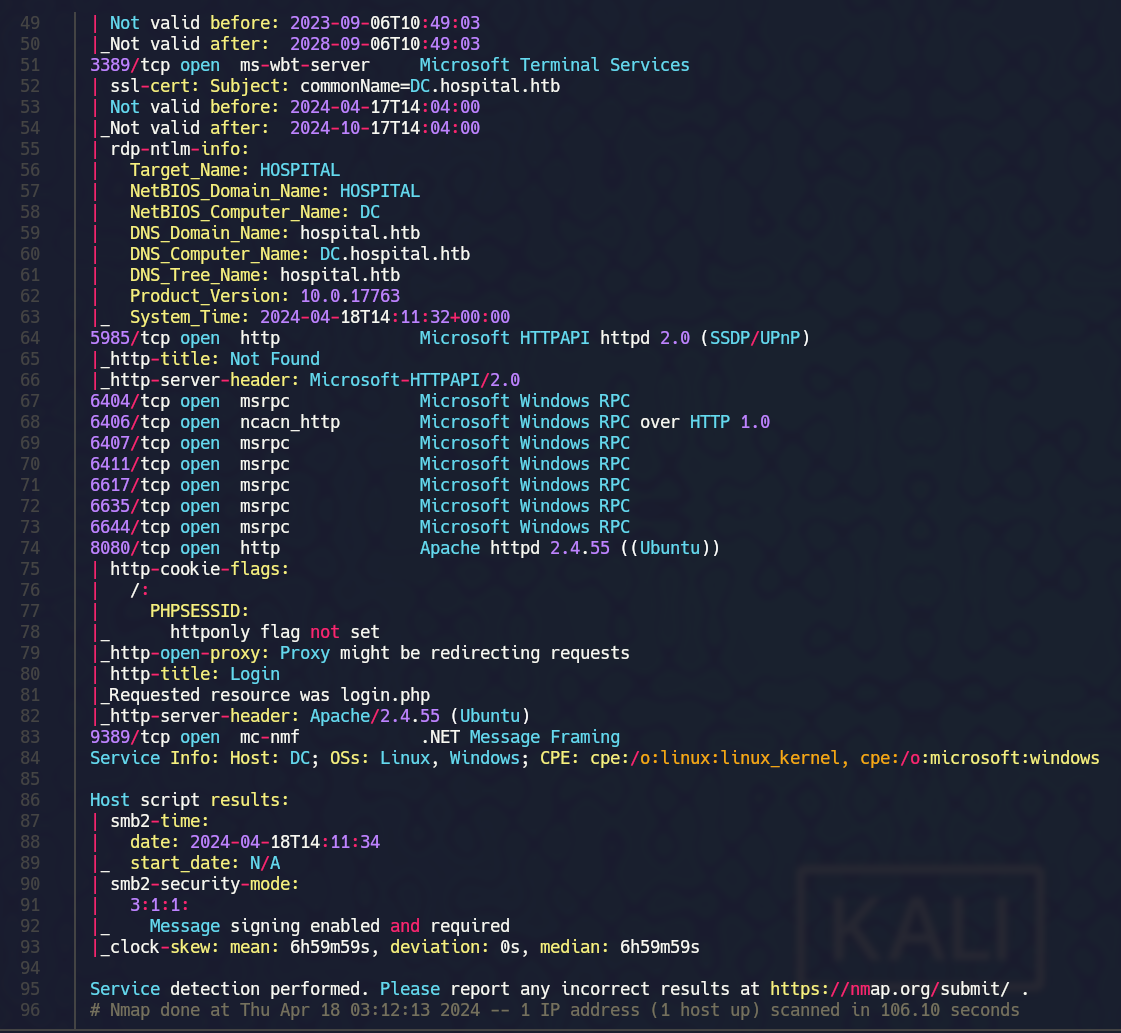 49 | Not valid before: 2023-09-06T10:49:03
50 |_Not valid after:  2028-09-06T10:49:03
51 3389/tcp open  ms-wbt-server     Microsoft Terminal Services
52 | ssl-cert: Subject: commonName=DC.hospital.htb
53 | Not valid before: 2024-04-17T14:04:00
54 |_Not valid after:  2024-10-17T14:04:00
55 | rdp-ntlm-info:
56 |   Target_Name: HOSPITAL
57 |   NetBIOS_Domain_Name: HOSPITAL
58 |   NetBIOS_Computer_Name: DC
59 |   DNS_Domain_Name: hospital.htb
60 |   DNS_Computer_Name: DC.hospital.htb
61 |   DNS_Tree_Name: hospital.htb
62 |   Product_Version: 10.0.17763
63 |_  System_Time: 2024-04-18T14:11:32+00:00
64 5985/tcp open  http              Microsoft HTTPAPI httpd 2.0 (SSDP/UPnP)
65 |_http-title: Not Found
66 |_http-server-header: Microsoft-HTTPAPI/2.0
67 6404/tcp open  msrpc             Microsoft Windows RPC
68 6406/tcp open  ncacn_http        Microsoft Windows RPC over HTTP 1.0
69 6407/tcp open  msrpc             Microsoft Windows RPC
70 6411/tcp open  msrpc             Microsoft Windows RPC
71 6617/tcp open  msrpc             Microsoft Windows RPC
72 6635/tcp open  msrpc             Microsoft Windows RPC
73 6644/tcp open  msrpc             Microsoft Windows RPC
74 8080/tcp open  http              Apache httpd 2.4.55 ((Ubuntu))
75 | http-cookie-flags:
76 |   /:
77 |     PHPSESSID:
78 |_      httponly flag not set
79 |_http-open-proxy: Proxy might be redirecting requests
80 | http-title: Login
81 |_Requested resource was login.php
82 |_http-server-header: Apache/2.4.55 (Ubuntu)
83 9389/tcp open  mc-nmf            .NET Message Framing
84 Service Info: Host: DC; OSs: Linux, Windows; CPE: cpe:/o:linux:linux_kernel, cpe:/o:microsoft:windows
85
86 Host script results:
87 | smb2-time:
88 |   date: 2024-04-18T14:11:34
89 |_  start_date: N/A
90 | smb2-security-mode:
91 |   3:1:1:
92 |_    Message signing enabled and required
93 |_clock-skew: mean: 6h59m59s, deviation: 0s, median: 6h59m59s
94
95 Service detection performed. Please report any incorrect results at https://nmap.org/submit/ .
96 # Nmap done at Thu Apr 18 03:12:13 2024 -- 1 IP address (1 host up) scanned in 106.10 seconds
KALI